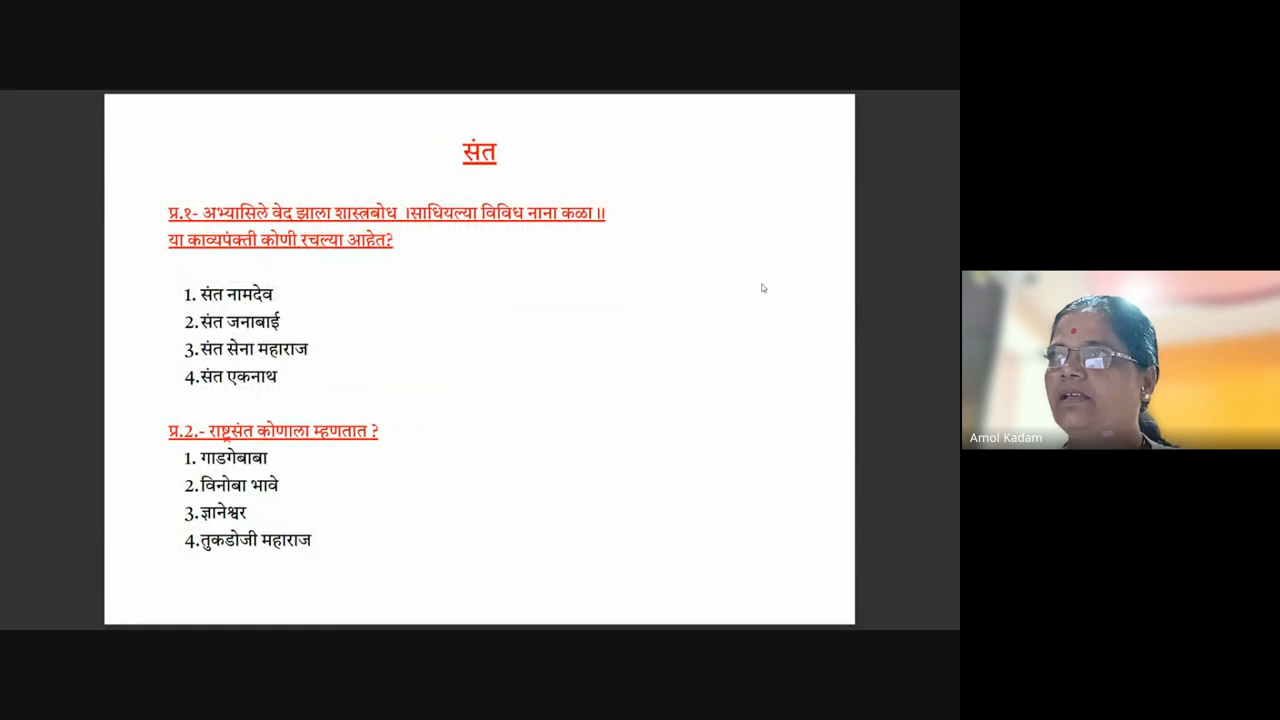 संत
प्र.१- अभ्यासिले वेद झाला शास्त्रबोध ।साधियल्या विविध नाना कळा॥
या काव्यपंक्ती कोणी रचल्या आहेत?
1. संत नामदेव
2.संत जनाबाई
3.संत सेना महाराज
4.संत एकनाथ
प्र.2.- राष्ट्रसंत कोणाला म्हणतात ?
1. गाडगेबाबा
2.विनोबा भावे
3.ज्ञानेश्वर
4.तुकडोजी महाराज
Amol Kadam